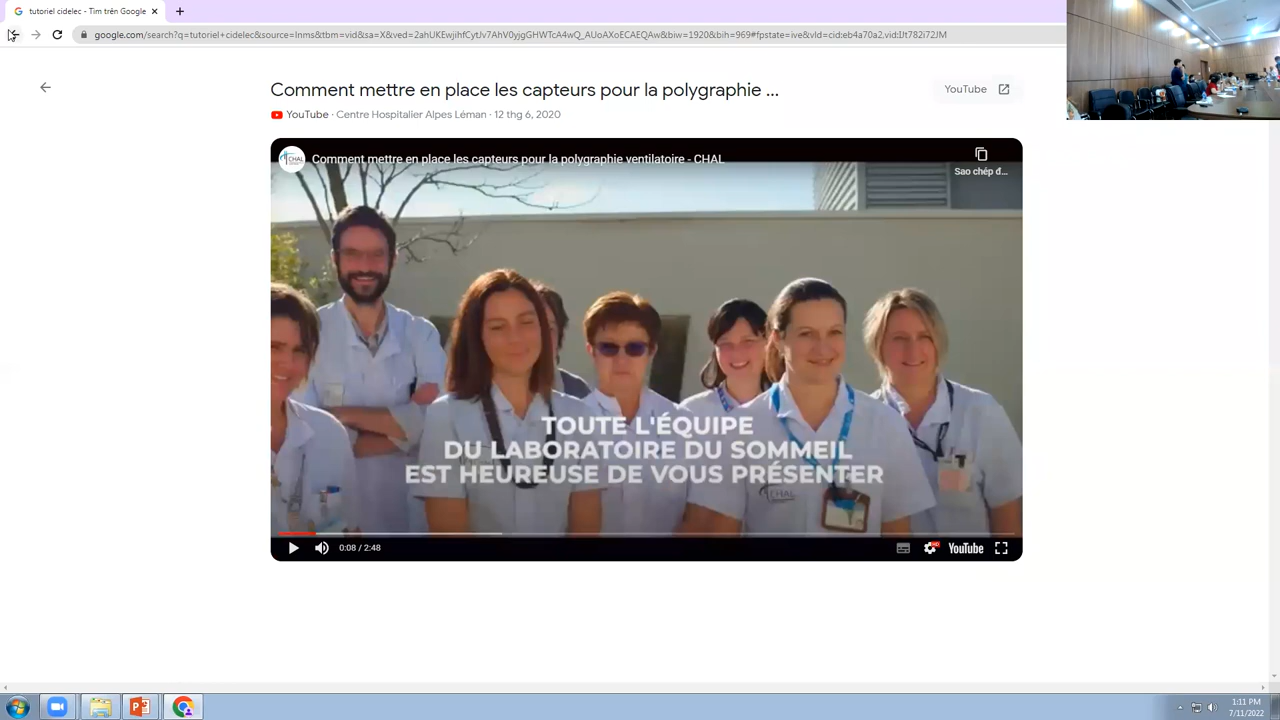 tutoriel cidelec - Tìm trên Google
google.com/search?q=tutoriel+cidelec&source=lnms&tbm=vid&sa=X&ved=2ahUKEwjihfCytJv7AhV0yjgGHWTcA4wQ_AUoAXoECAEQAw&biw=1920&bih=969#fpstate=ive&vld=cid:eb4a70a2,vid:lJt782i72JM
Comment mettre en place les capteurs pour la polygraphie ...
YouTube
YouTube · Centre Hospitalier Alpes Léman · 12 thg 6, 2020
CHAL
Comment mettre en place les capteurs pour la polygraphie ventilatoire - CHAL
Sao chép đ...
TOUTE L'ÉQUIPE
DU LABORATOIRE DU SOMMEIL
EST HEUREUSE DE VOUS PRÉSENTER
CHAL
0:08 / 2:48
HD
YouTube
1:11 PM
7/11/2022